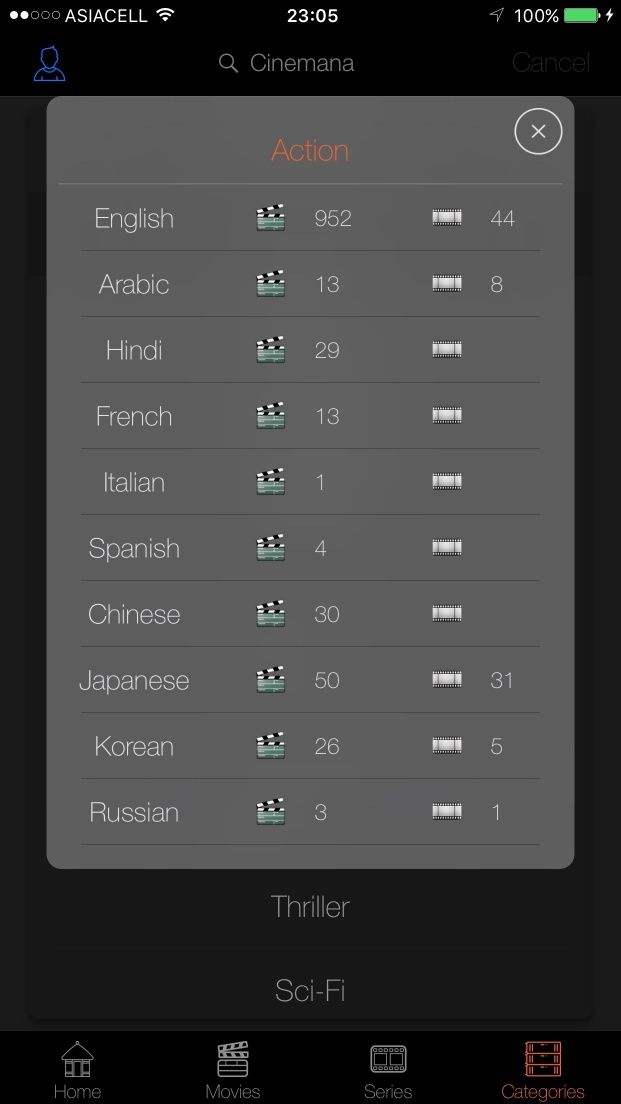 ASIACELL 23:05 100%
Cinemana Cancel
Action
English 952 44
Arabic 13 8
Hindi 29
French 13
Italian 1
Spanish 4
Chinese 30
Japanese 50 31
Korean 26 5
Russian 3 1
Thriller
Sci-Fi
Home Movies Series Categories